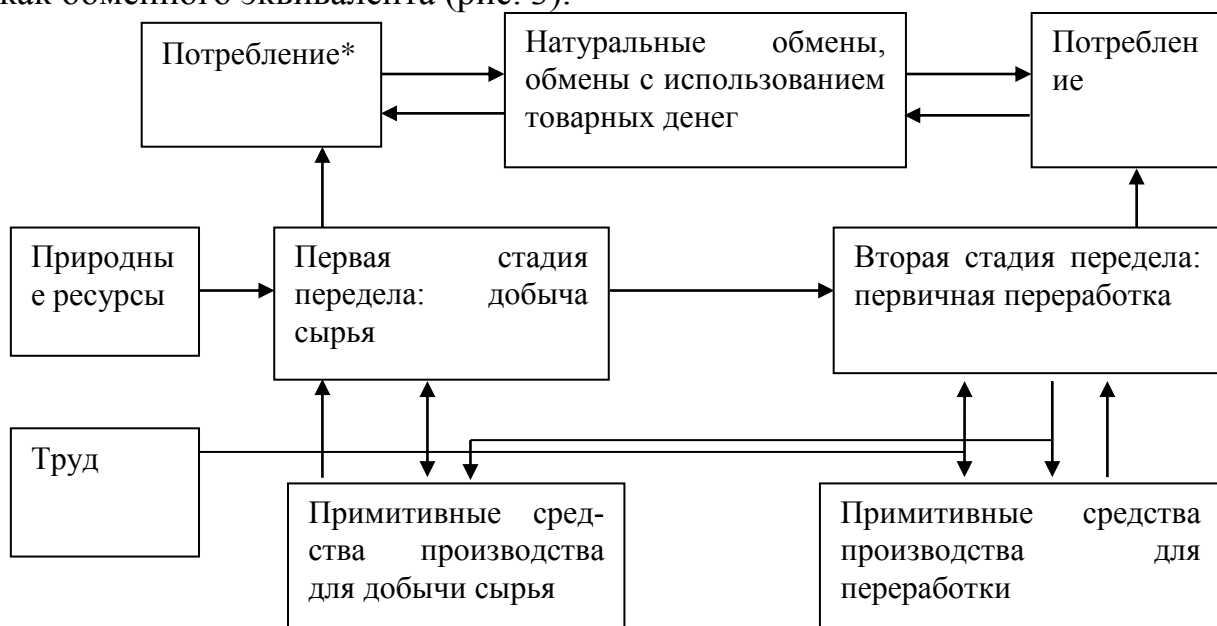 как обменного эквивалента (рис. 3).
Потребление*
Натуральные обмены,
обмены с использованием
товарных денег
Потреблен
ие
Природны
е ресурсы
Первая стадия
передела: добыча
сырья
Вторая стадия передела:
первичная переработка
Труд
Примитивные сред-
ства производства
для добычи сырья
Примитивные средства
производства для
переработки